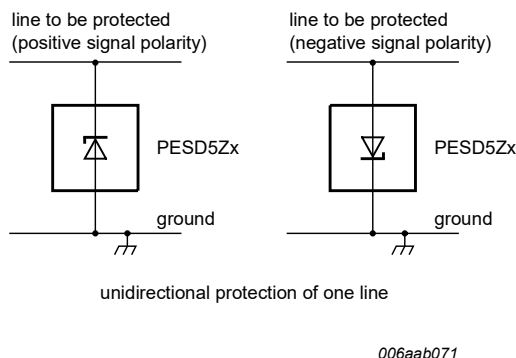 line to be protected
(positive signal polarity)
PESD5Zx
ground
line to be protected
(negative signal polarity)
PESD5Zx
ground
unidirectional protection of one line
006aab071